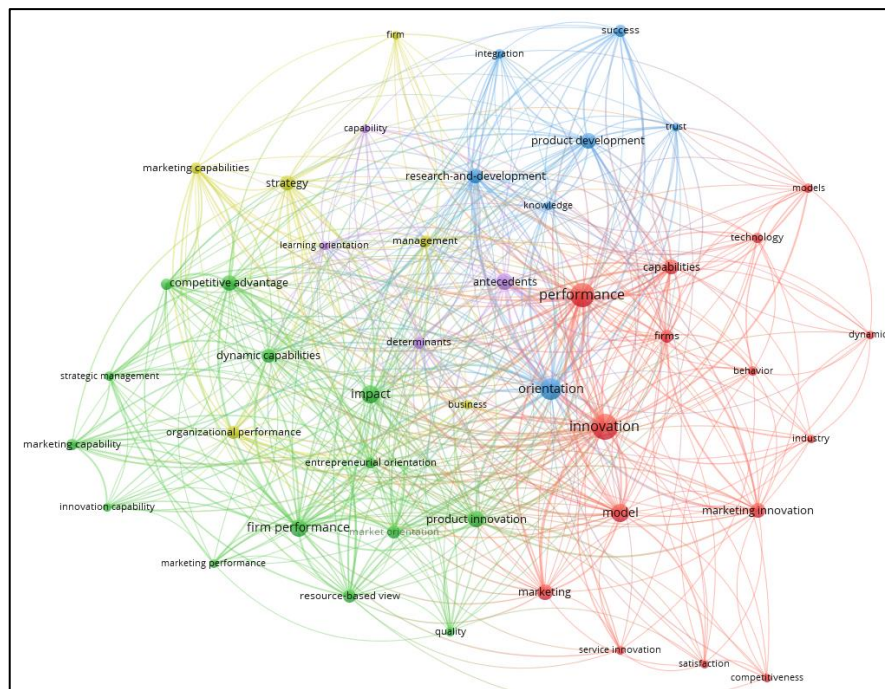 firm
success
integration
capability
trust
product development
marketing capabilities
strategy
research-and-development
models
knowledge
learning orientation
management
technology
competitive advantage
antecedents
capabilities
performance
determinants
firms
dynamic
dynamic capabilities
strategic management
behavior
impact
orientation
business
innovation
organizational performance
industry
marketing capability
entrepreneurial orientation
innovation capability
marketing innovation
model
product innovation
firm performance
market orientation
marketing performance
resource-based view
marketing
quality
service innovation
satisfaction
competitiveness